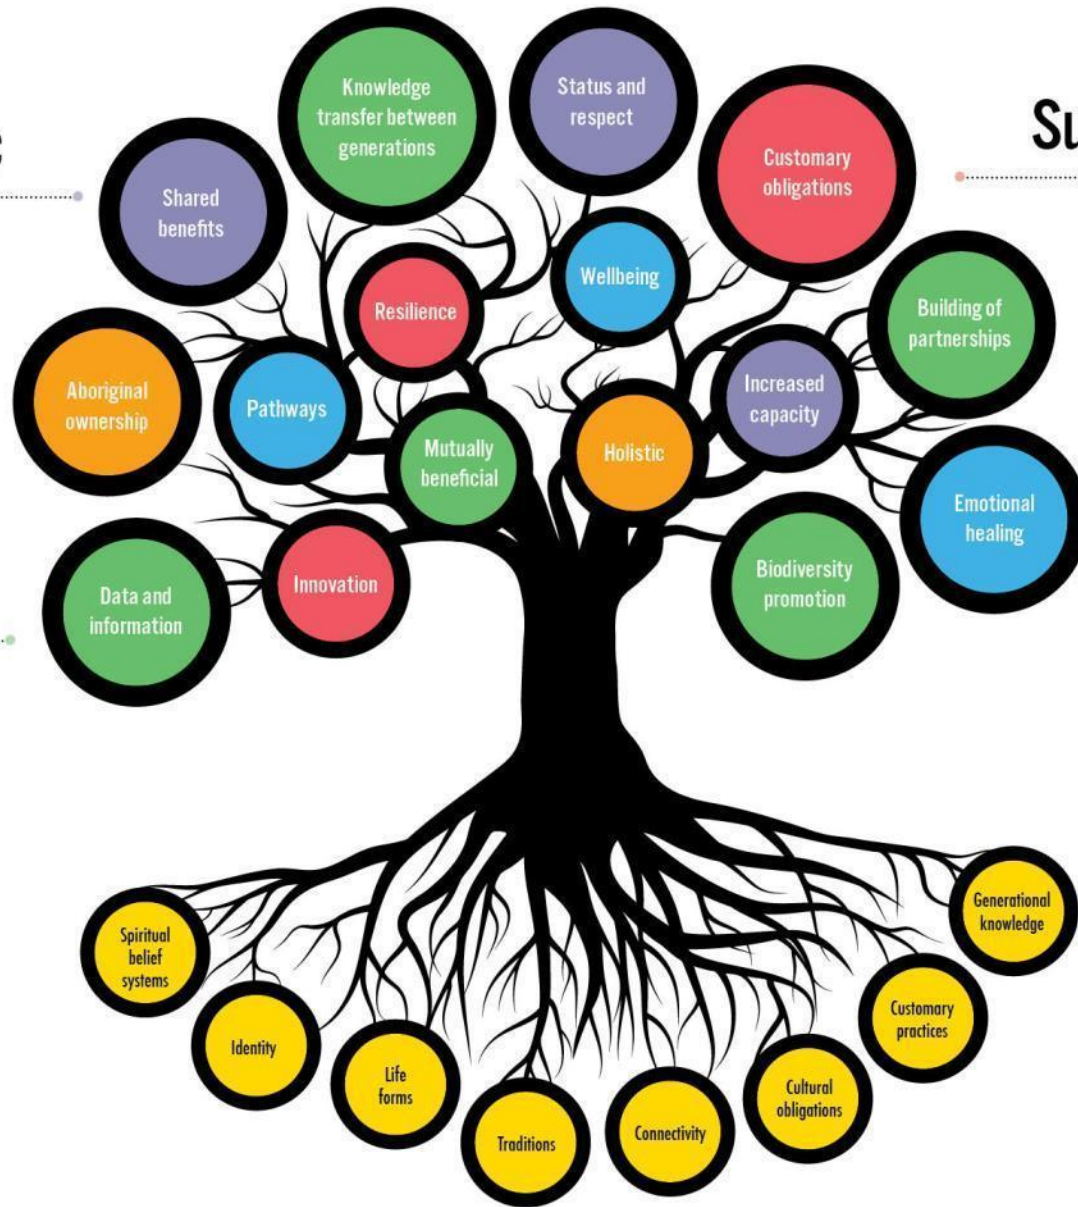 Knowledge
transfer between
generations
Status and
respect
Su
Customary
obligations
Shared
benefits
Resilience
Wellbeing
Building of
partnerships
Aboriginal
ownership
Pathways
Increased
capacity
Mutually
beneficial
Holistic
Emotional
healing
Data and
information
Innovation
Biodiversity
promotion
Spiritual
belief
systems
Identity
Life
forms
Traditions
Connectivity
Cultural
obligations
Customary
practices
Generational
knowledge